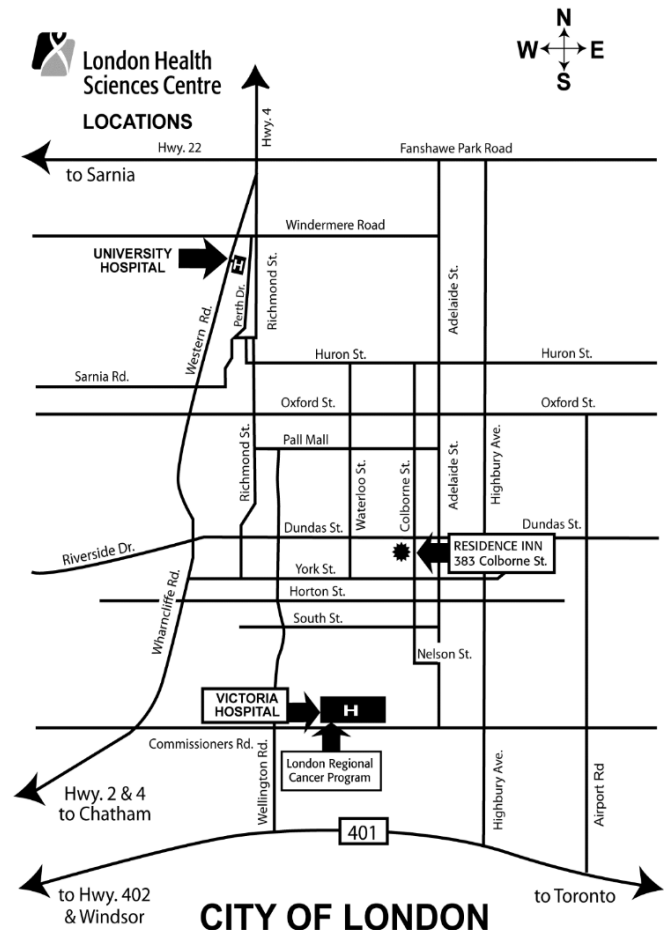 N
W E
S
London Health
Sciences Centre
LOCATIONS
Hwy. 4
Hwy. 22
Fanshawe Park Road
to Sarnia
Windermere Road
UNIVERSITY
HOSPITAL
H
Perth Dr.
Richmond St.
Adelaide St.
Western Rd.
Huron St.
Huron St.
Sarnia Rd.
Oxford St.
Oxford St.
Pall Mall
Richmond St.
Waterloo St.
Colborne St.
Adelaide St.
Highbury Ave.
Dundas St.
Dundas St.
Riverside Dr.
RESIDENCE INN
383 Colborne St.
York St.
Horton St.
Wharncliffe Rd.
South St.
Nelson St.
VICTORIA
HOSPITAL
H
Commissioners Rd.
London Regional
Cancer Program
Wellington Rd.
Highbury Ave.
Airport Rd
Hwy. 2 & 4
to Chatham
401
to Hwy. 402
& Windsor
to Toronto
CITY OF LONDON